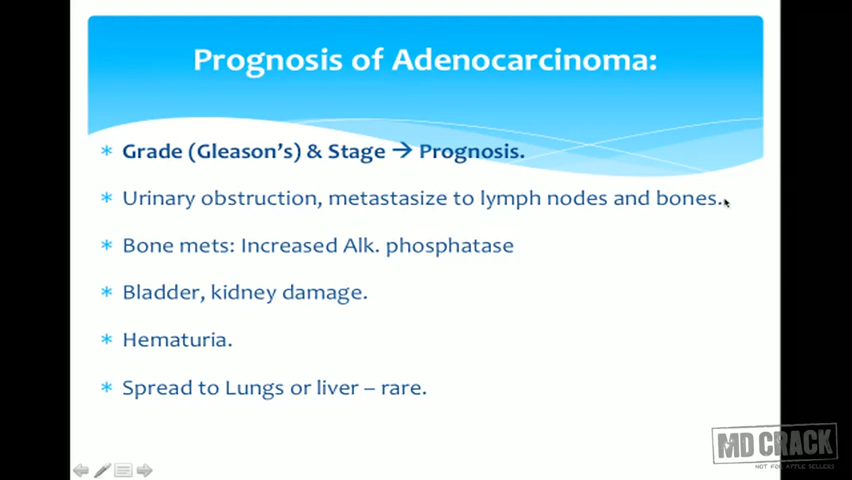 Prognosis of Adenocarcinoma:
* Grade (Gleason's) & Stage → Prognosis.
* Urinary obstruction, metastasize to lymph nodes and bones.
* Bone mets: Increased Alk. phosphatase
* Bladder, kidney damage.
* Hematuria.
* Spread to Lungs or liver – rare.
MD CRACK
NOT FOR APPLE SELLERS